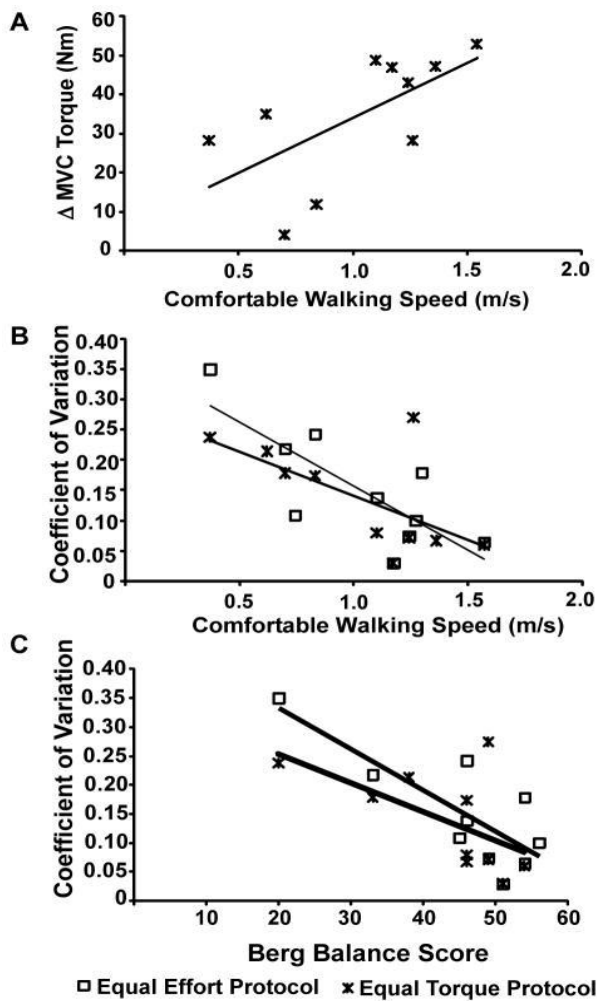 A
Δ MVC Torque (Nm)
60
50
40
30
20
10
0
0.5 1.0 1.5 2.0
Comfortable Walking Speed (m/s)
B
Coefficient of Variation
0.40
0.35
0.30
0.25
0.20
0.15
0.10
0.05
0
0.5 1.0 1.5 2.0
Comfortable Walking Speed (m/s)
C
Coefficient of Variation
0.40
0.35
0.30
0.25
0.20
0.15
0.10
0.05
0
10 20 30 40 50 60
Berg Balance Score
Equal Effort Protocol Equal Torque Protocol